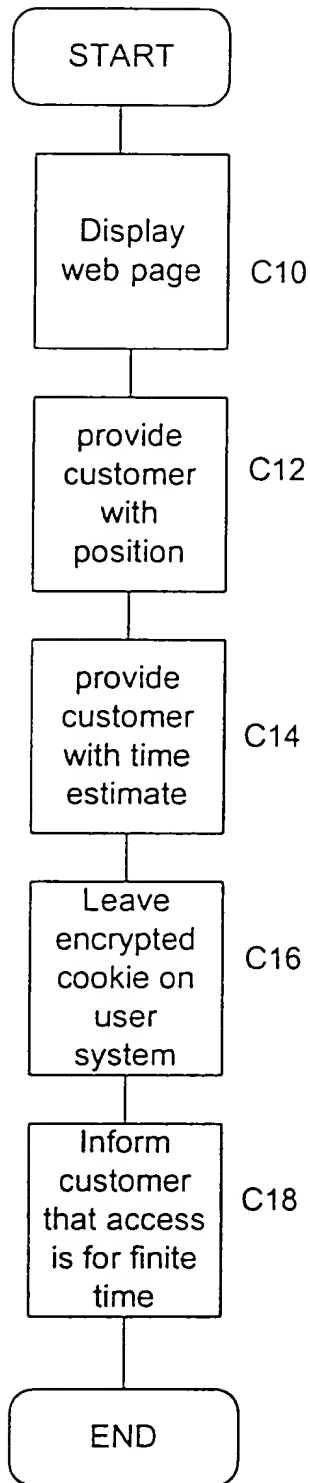 START
Display
web page
C10
provide
customer
with
position
C12
provide
customer
with time
estimate
C14
Leave
encrypted
cookie on
user
system
C16
Inform
customer
that access
is for finite
time
C18
END